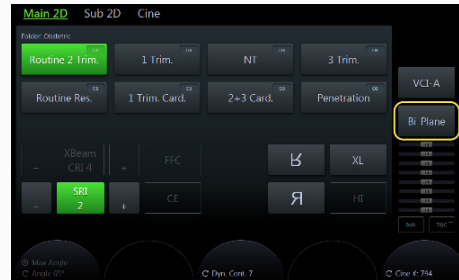 Main 2D Sub 2D Cine
Folder: Obstetric
Routine 2 Trim. 1 Trim. NT 3 Trim.
VCI-A
Routine Res. 1 Trim. Card. 2+3 Card. Penetration
Bi Plane
XBeam
CRI 4
- + FFC R XL
SRI
2
- + CE R HI
TGC
Max Angle
C Angle 65° C Dyn. Cont. 7 C Cine #: 794